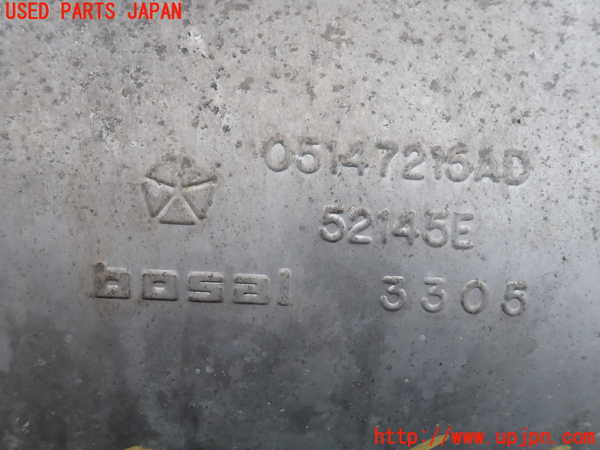 USED PARTS JAPAN
05147216AD
52145E
bosal 3305
http://www.upjpn.com